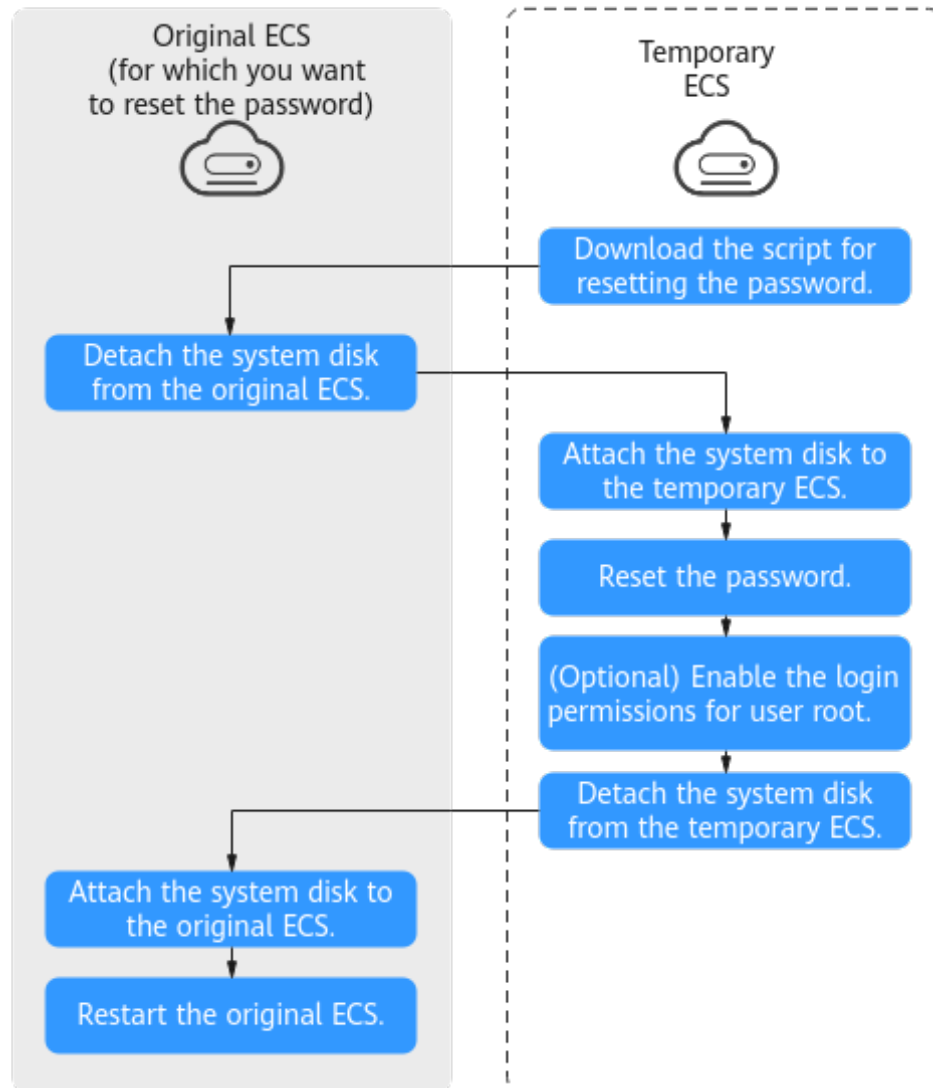 Original ECS
(for which you want
to reset the password)
Temporary
ECS
Download the script for
resetting the password.
Detach the system disk
from the original ECS.
Attach the system disk to
the temporary ECS.
Reset the password.
(Optional) Enable the login
permissions for user root.
Detach the system disk
from the temporary ECS.
Attach the system disk to
the original ECS.
Restart the original ECS.